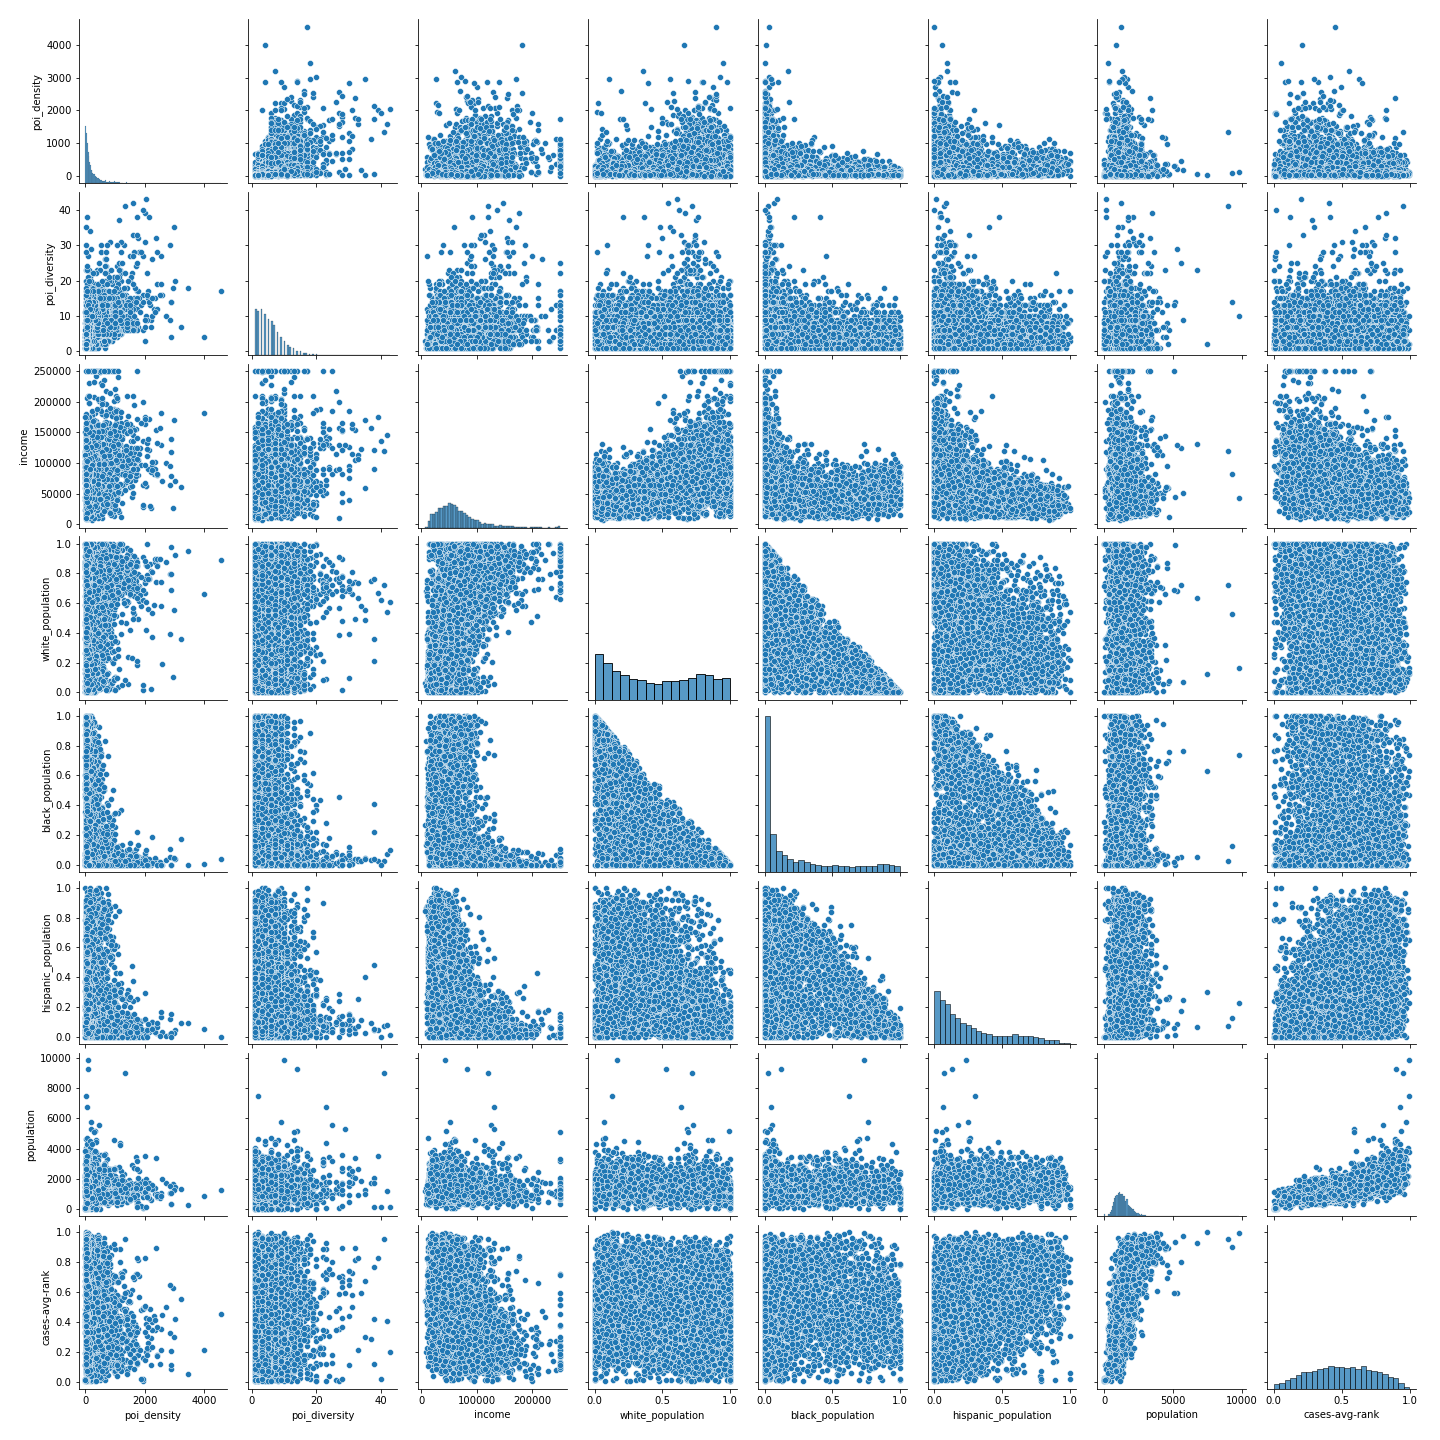 4000
3000
2000
1000
0
poi_density
40
30
20
10
0
poi_diversity
250000
200000
150000
100000
50000
0
income
1.0
0.8
0.6
0.4
0.2
0.0
white_population
1.0
0.8
0.6
0.4
0.2
0.0
black_population
1.0
0.8
0.6
0.4
0.2
0.0
hispanic_population
10000
8000
6000
4000
2000
0
population
1.0
0.8
0.6
0.4
0.2
0.0
cases-avg-rank
0 2000 4000
poi_density
0 20 40
poi_diversity
0 100000 200000
income
0.0 0.5 1.0
white_population
0.0 0.5 1.0
black_population
0.0 0.5 1.0
hispanic_population
0 5000 10000
population
0.0 0.5 1.0
cases-avg-rank